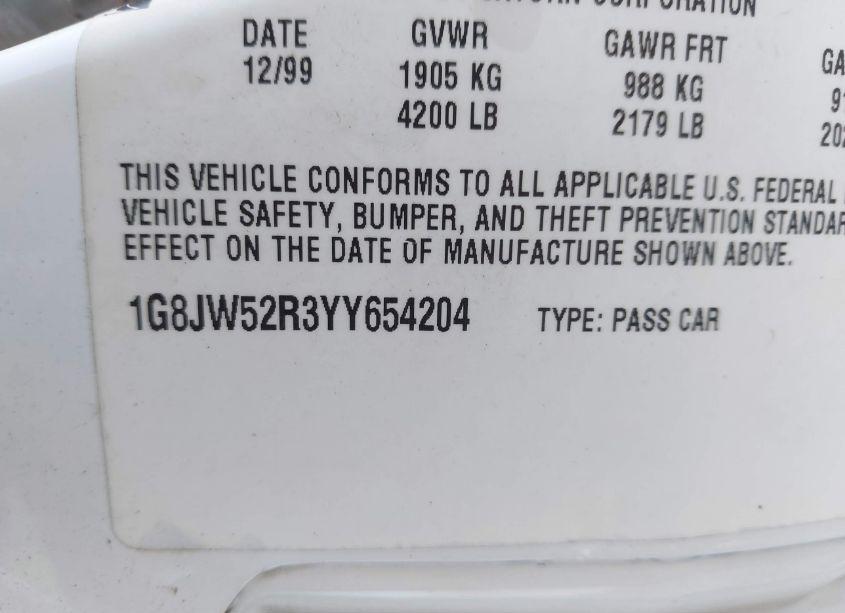 CORPORATION
DATE GVWR GAWR FRT
12/99 1905 KG 988 KG
4200 LB 2179 LB
THIS VEHICLE CONFORMS TO ALL APPLICABLE U.S. FEDERAL
VEHICLE SAFETY, BUMPER, AND THEFT PREVENTION STANDAR
EFFECT ON THE DATE OF MANUFACTURE SHOWN ABOVE.
1G8JW52R3YY654204 TYPE: PASS CAR